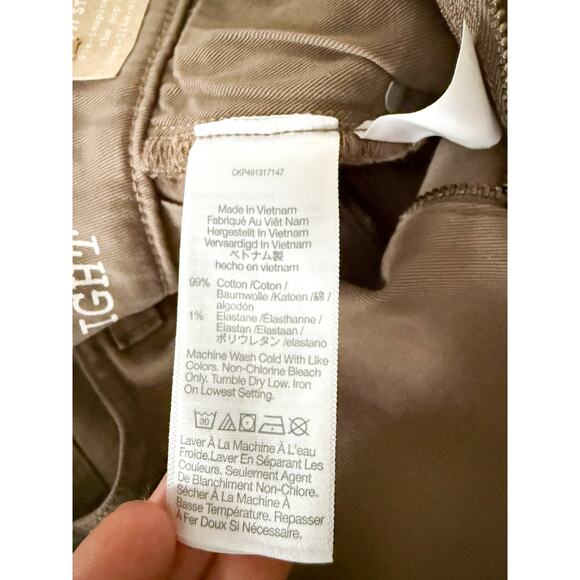 CKP491317147
Made In Vietnam
Fabriqué Au Viêt Nam
Hergestellt In Vietnam
Vervaardigd In Vietnam
ベトナム製
hecho en vietnam
99% Cotton /Coton/
Baumwolle /Katoen /綿/
algodón
1% Elastane /Élasthanne/
Elastan /Elastaan/
ポリウレタン /elastano
Machine Wash Cold With Like
Colors. Non-Chlorine Bleach
Only. Tumble Dry Low. Iron
On Lowest Setting.
30
Laver À La Machine À L'eau
Froide.Laver En Séparant Les
Couleurs. Seulement Agent
De Blanchiment Non-Chlore.
Sécher À La Machine À
Basse Température. Repasser
À Fer Doux Si Nécessaire.
IGHT